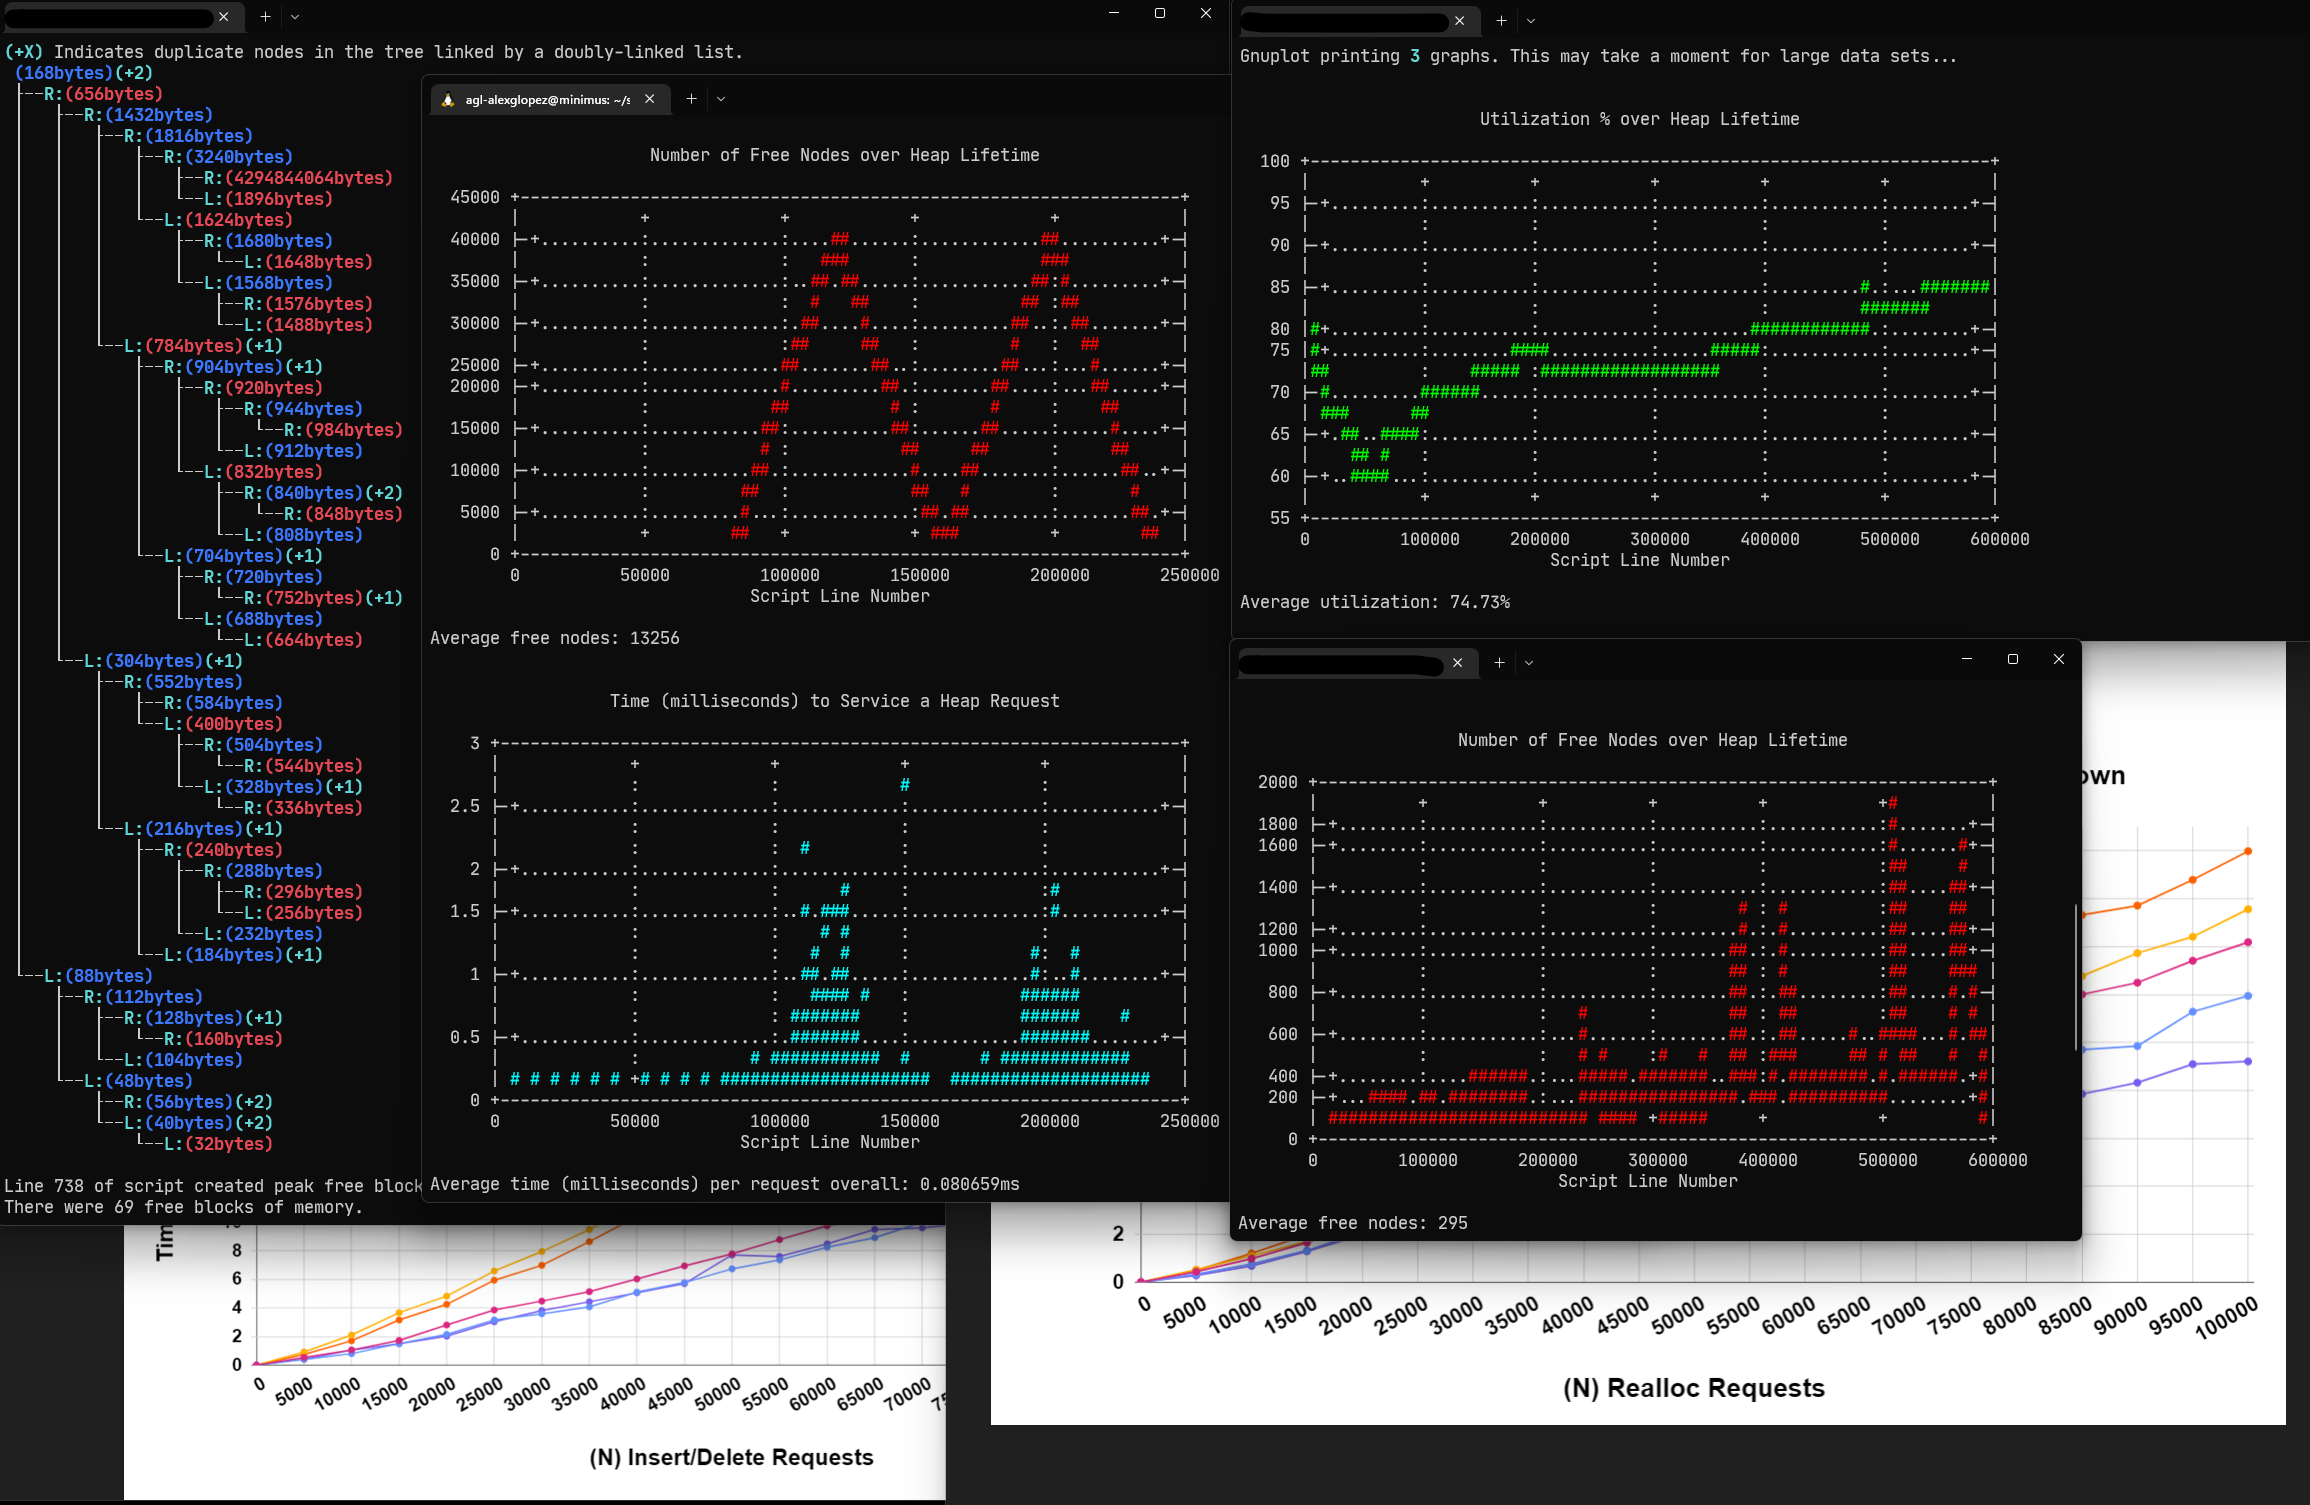 (+X) Indicates duplicate nodes in the tree linked by a doubly-linked list.
(168bytes)(+2)
R:(656bytes)
R:(1432bytes)
R:(1816bytes)
R:(3240bytes)
R:(4294844064bytes)
L:(1896bytes)
L:(1624bytes)
R:(1680bytes)
L:(1648bytes)
L:(1568bytes)
R:(1576bytes)
L:(1488bytes)
L:(784bytes)(+1)
R:(904bytes)(+1)
R:(920bytes)
R:(944bytes)
R:(984bytes)
L:(912bytes)
L:(832bytes)
R:(840bytes)(+2)
R:(848bytes)
L:(808bytes)
L:(704bytes)(+1)
R:(720bytes)
R:(752bytes)(+1)
L:(688bytes)
L:(664bytes)
L:(304bytes)(+1)
R:(552bytes)
R:(584bytes)
L:(400bytes)
R:(504bytes)
R:(544bytes)
L:(328bytes)(+1)
R:(336bytes)
L:(216bytes)(+1)
R:(240bytes)
R:(288bytes)
R:(296bytes)
L:(256bytes)
L:(232bytes)
L:(184bytes)(+1)
L:(88bytes)
R:(112bytes)
R:(128bytes)(+1)
R:(160bytes)
L:(104bytes)
L:(48bytes)
R:(56bytes)(+2)
L:(40bytes)(+2)
L:(32bytes)
Line 738 of script created peak free block
There were 69 free blocks of memory.
agl-alexglopez@minimus: ~/s
Number of Free Nodes over Heap Lifetime
45000
40000
35000
30000
25000
20000
15000
10000
5000
0
0 50000 100000 150000 200000 250000
Script Line Number
Average free nodes: 13256
Time (milliseconds) to Service a Heap Request
3
2.5
2
1.5
1
0.5
0
0 50000 100000 150000 200000 250000
Script Line Number
Average time (milliseconds) per request overall: 0.080659ms
Gnuplot printing 3 graphs. This may take a moment for large data sets...
Utilization % over Heap Lifetime
100
95
90
85
80
75
70
65
60
55
0 100000 200000 300000 400000 500000 600000
Script Line Number
Average utilization: 74.73%
Number of Free Nodes over Heap Lifetime
2000
1800
1600
1400
1200
1000
800
600
400
200
0
0 100000 200000 300000 400000 500000 600000
Script Line Number
Average free nodes: 295
own
Tim
8
6
4
2
0
0 5000 10000 15000 20000 25000 30000 35000 40000 45000 50000 55000 60000 65000 70000
(N) Insert/Delete Requests
2
0
0 5000 10000 15000 20000 25000 30000 35000 40000 45000 50000 55000 60000 65000 70000 75000 80000 85000 90000 95000 100000
(N) Realloc Requests